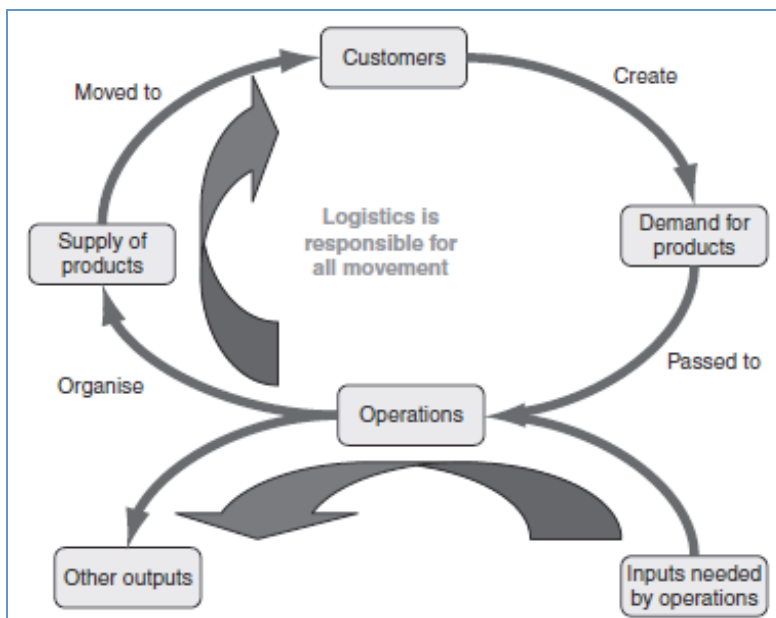 Customers
Moved to
Create
Logistics is
responsible for
all movement
Supply of
products
Demand for
products
Organise
Passed to
Operations
Other outputs
Inputs needed
by operations